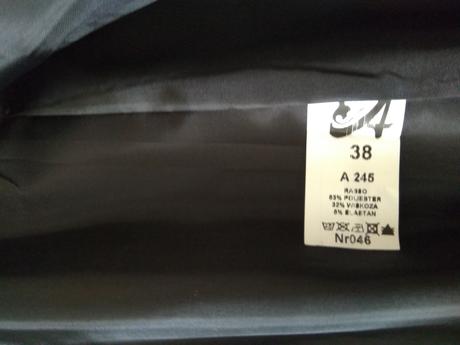 38
A 245
RASSO
63% POLIESTER
32% WISKOZA
5% ELASTAN
Nr046